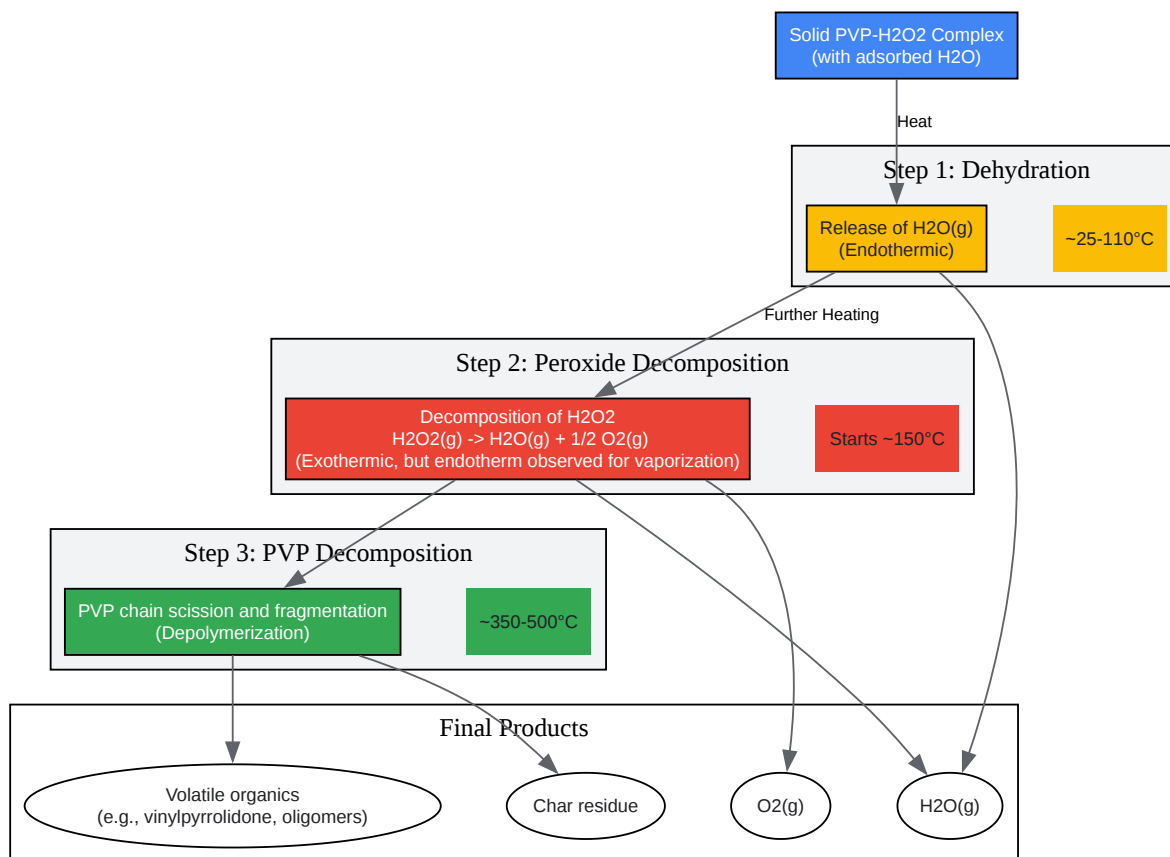 Solid PVP-H2O2 Complex
(with adsorbed H2O)
Heat
Step 1: Dehydration
Release of H2O(g)
(Endothermic)
~25-110°C
Further Heating
Step 2: Peroxide Decomposition
Decomposition of H2O2
H2O2(g) -> H2O(g) + 1/2 O2(g)
(Exothermic, but endotherm observed for vaporization)
Starts ~150°C
Step 3: PVP Decomposition
PVP chain scission and fragmentation
(Depolymerization)
~350-500°C
Final Products
Volatile organics
(e.g., vinylpyrrolidone, oligomers)
Char residue
O2(g)
H2O(g)